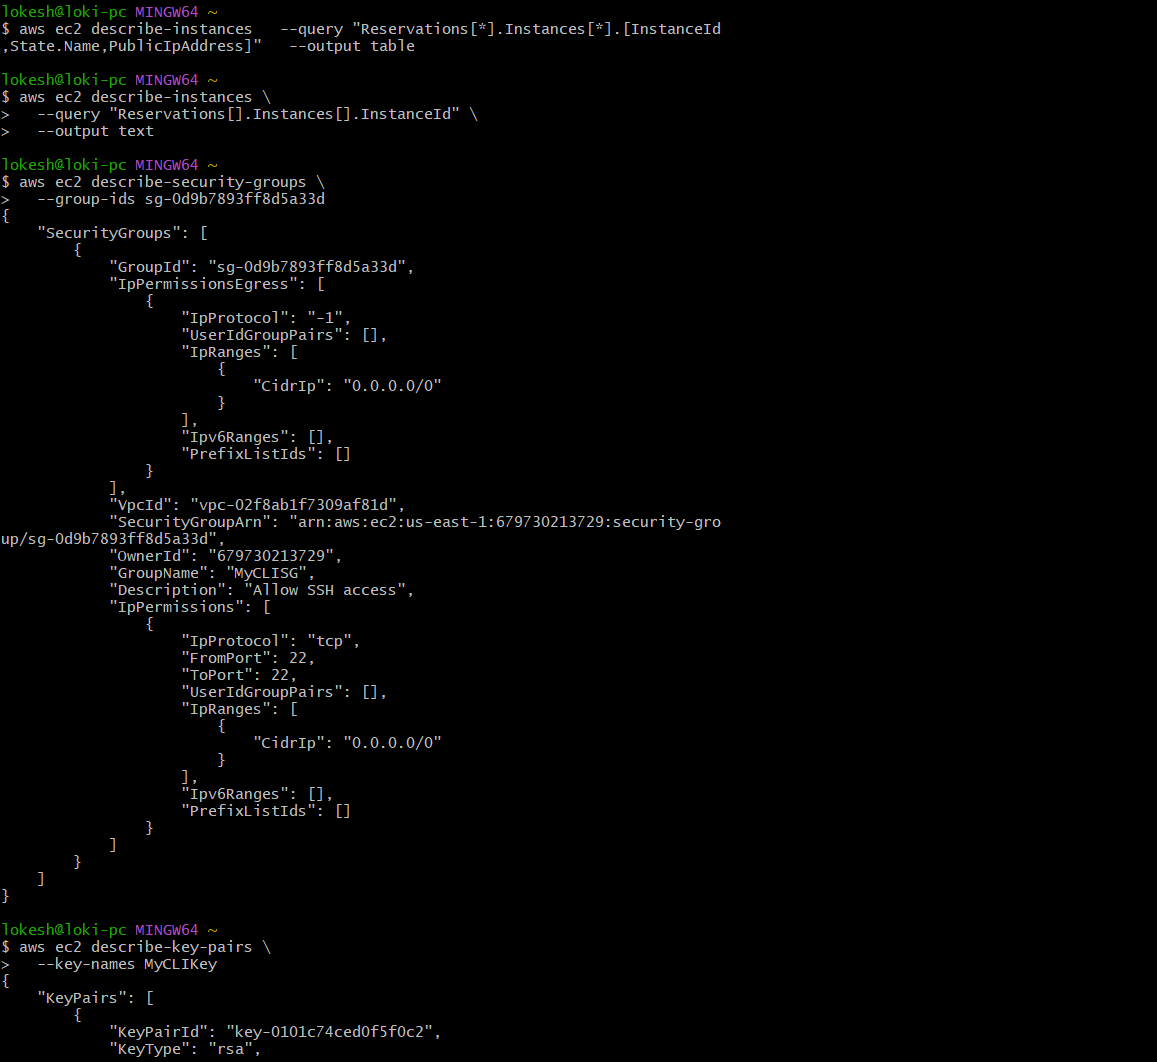 lokesh@loki-pc MINGW64 ~
$ aws ec2 describe-instances   --query "Reservations[*].Instances[*].[InstanceId
,State.Name,PublicIpAddress]"   --output table

lokesh@loki-pc MINGW64 ~
$ aws ec2 describe-instances \
>   --query "Reservations[].Instances[].InstanceId" \
>   --output text

lokesh@loki-pc MINGW64 ~
$ aws ec2 describe-security-groups \
>   --group-ids sg-0d9b7893ff8d5a33d
{
    "SecurityGroups": [
        {
            "GroupId": "sg-0d9b7893ff8d5a33d",
            "IpPermissionsEgress": [
                {
                    "IpProtocol": "-1",
                    "UserIdGroupPairs": [],
                    "IpRanges": [
                        {
                            "CidrIp": "0.0.0.0/0"
                        }
                    ],
                    "Ipv6Ranges": [],
                    "PrefixListIds": []
                }
            ],
            "VpcId": "vpc-02f8ab1f7309af81d",
            "SecurityGroupArn": "arn:aws:ec2:us-east-1:679730213729:security-gro
up/sg-0d9b7893ff8d5a33d",
            "OwnerId": "679730213729",
            "GroupName": "MyCLISG",
            "Description": "Allow SSH access",
            "IpPermissions": [
                {
                    "IpProtocol": "tcp",
                    "FromPort": 22,
                    "ToPort": 22,
                    "UserIdGroupPairs": [],
                    "IpRanges": [
                        {
                            "CidrIp": "0.0.0.0/0"
                        }
                    ],
                    "Ipv6Ranges": [],
                    "PrefixListIds": []
                }
            ]
        }
    ]
}

lokesh@loki-pc MINGW64 ~
$ aws ec2 describe-key-pairs \
>   --key-names MyCLIKey
{
    "KeyPairs": [
        {
            "KeyPairId": "key-0101c74ced0f5f0c2",
            "KeyType": "rsa",